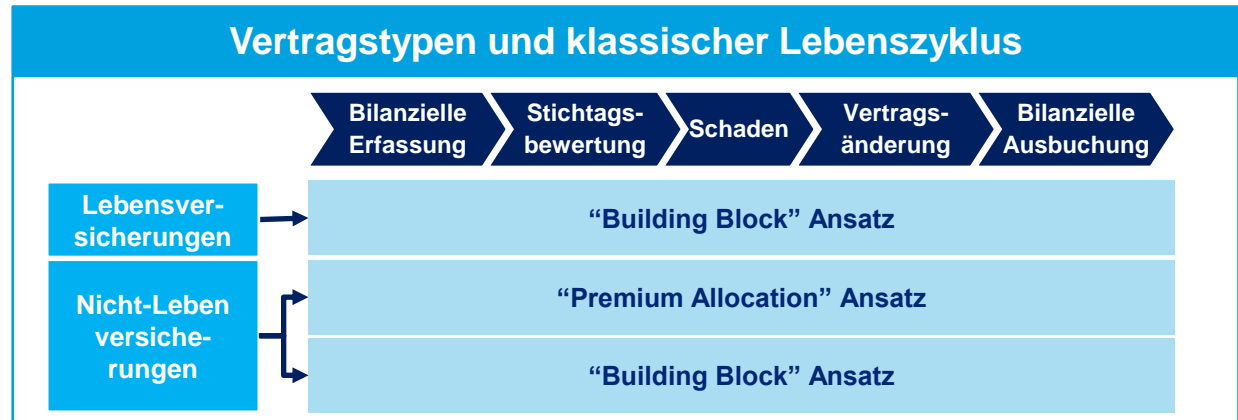 Vertragstypen und klassischer Lebenszyklus
Bilanzielle
Erfassung
Stichtags-
bewertung
Schaden
Vertrags-
änderung
Bilanzielle
Ausbuchung
Lebensver-
sicherungen
“Building Block” Ansatz
Nicht-Leben
versiche-
rungen
“Premium Allocation” Ansatz
“Building Block” Ansatz